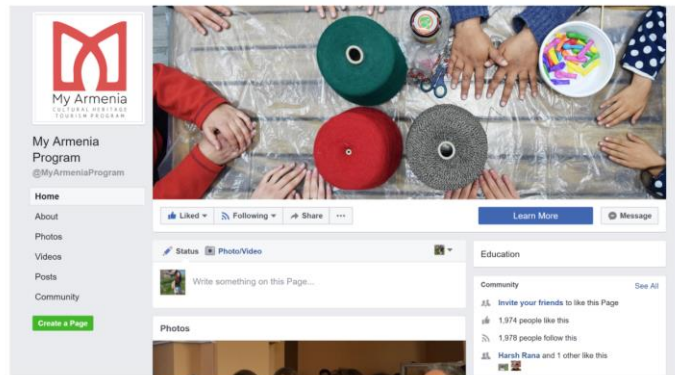 My Armenia
CULTURAL HERITAGE
TOURISM PROGRAM
My Armenia
Program
@MyArmeniaProgram
Home
About
Photos
Videos
Posts
Community
Create a Page
Liked
Following
Share
Learn More
Message
Status
Photo/Video
Write something on this Page...
Photos
Education
Community
See All
Invite your friends to like this Page
1,974 people like this
1,978 people follow this
Harsh Rana and 1 other like this